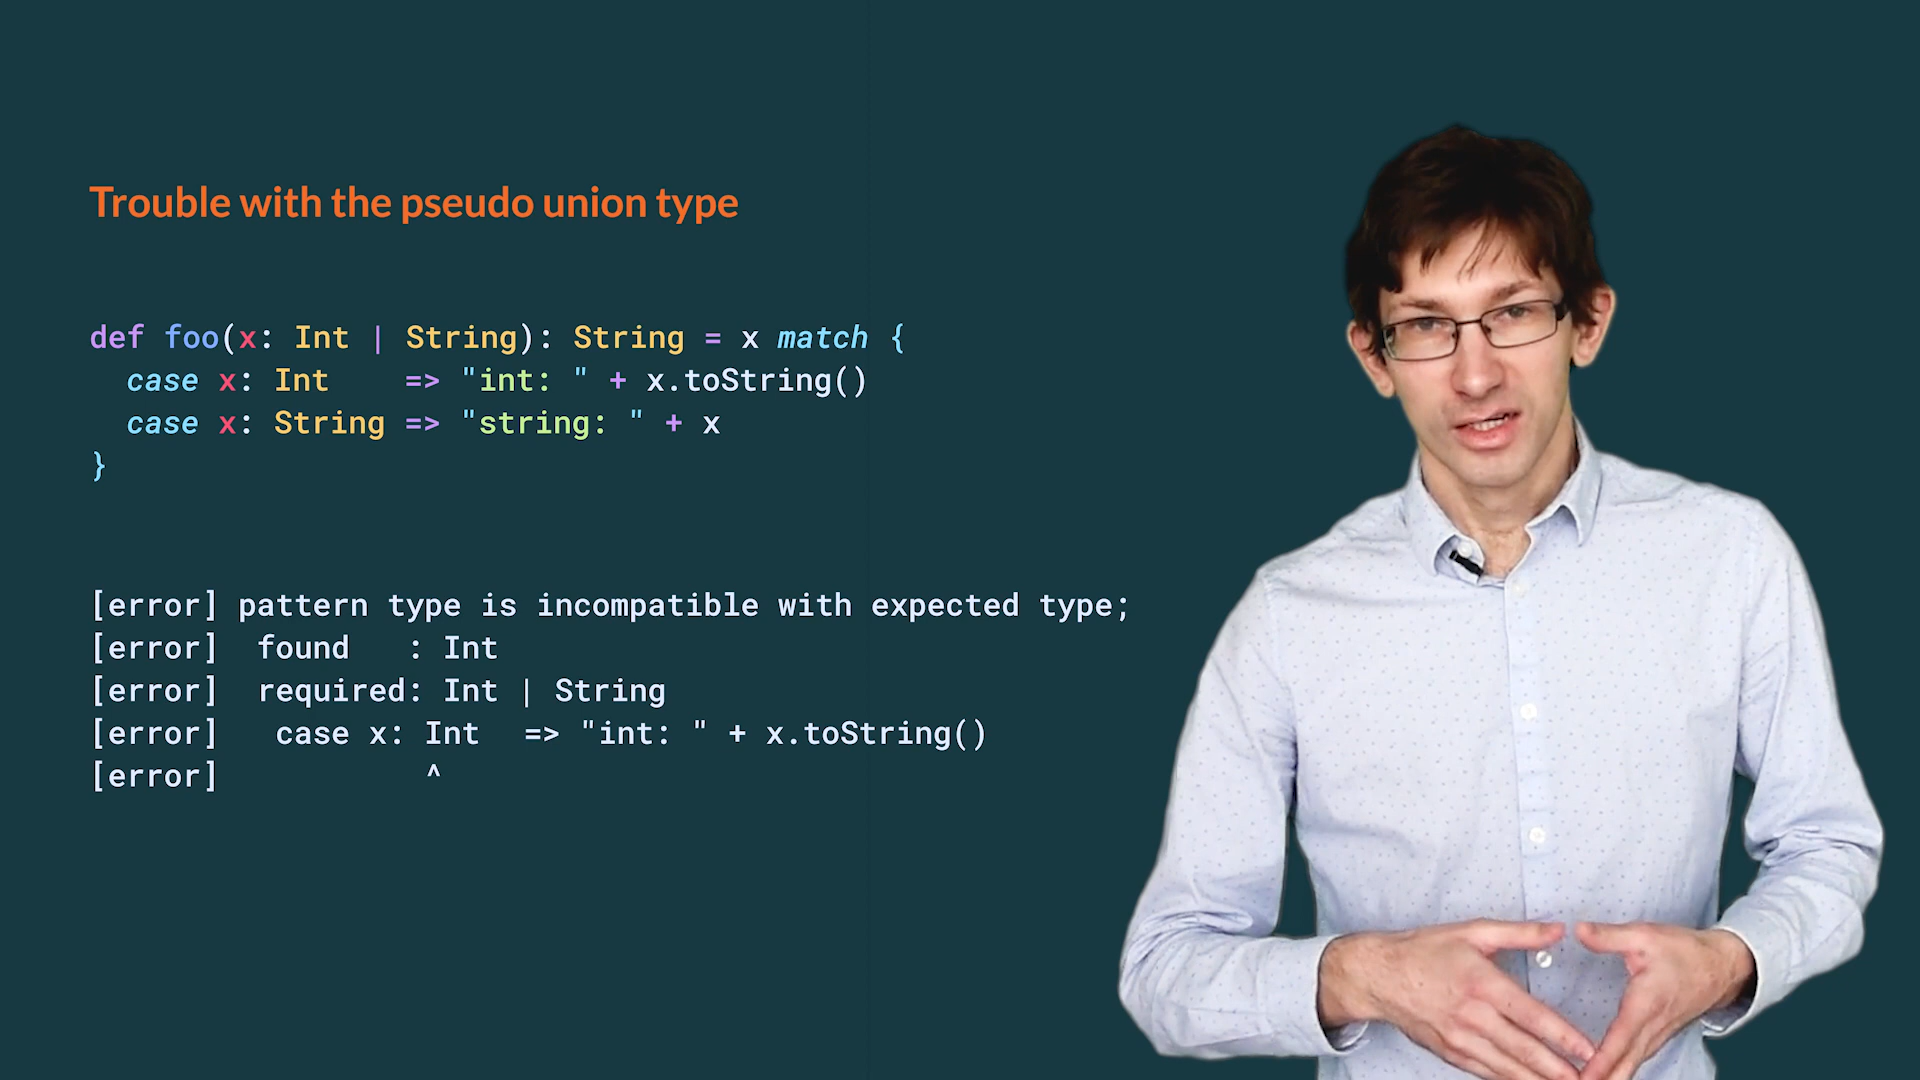 Trouble with the pseudo union type
def foo(x: Int | String): String = x match {
  case x: Int    => "int: " + x.toString()
  case x: String => "string: " + x
}
[error] pattern type is incompatible with expected type;
[error]  found   : Int
[error]  required: Int | String
[error]   case x: Int  => "int: " + x.toString()
[error]           ^